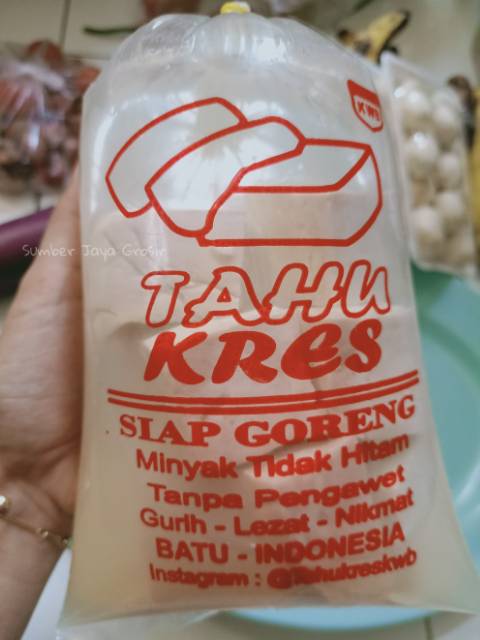 KWB
Sumber Jaya Grosir
TAHU
KRES
SIAP GORENG
Minyak Tidak Hitam
Tanpa Pengawet
Gurih - Lezat - Nikmat
BATU - INDONESIA
Instagram : @Tahukreskwb